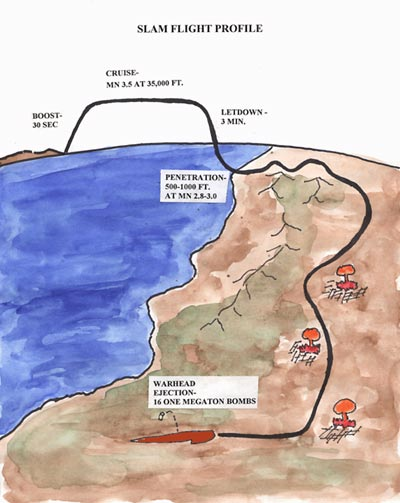 SLAM FLIGHT PROFILE
CRUISE-
MN 3.5 AT 35,000 FT.
BOOST-
30 SEC
LETDOWN -
3 MIN.
PENETRATION-
500-1000 FT.
AT MN 2.8-3.0
WARHEAD
EJECTION-
16 ONE MEGATON BOMBS